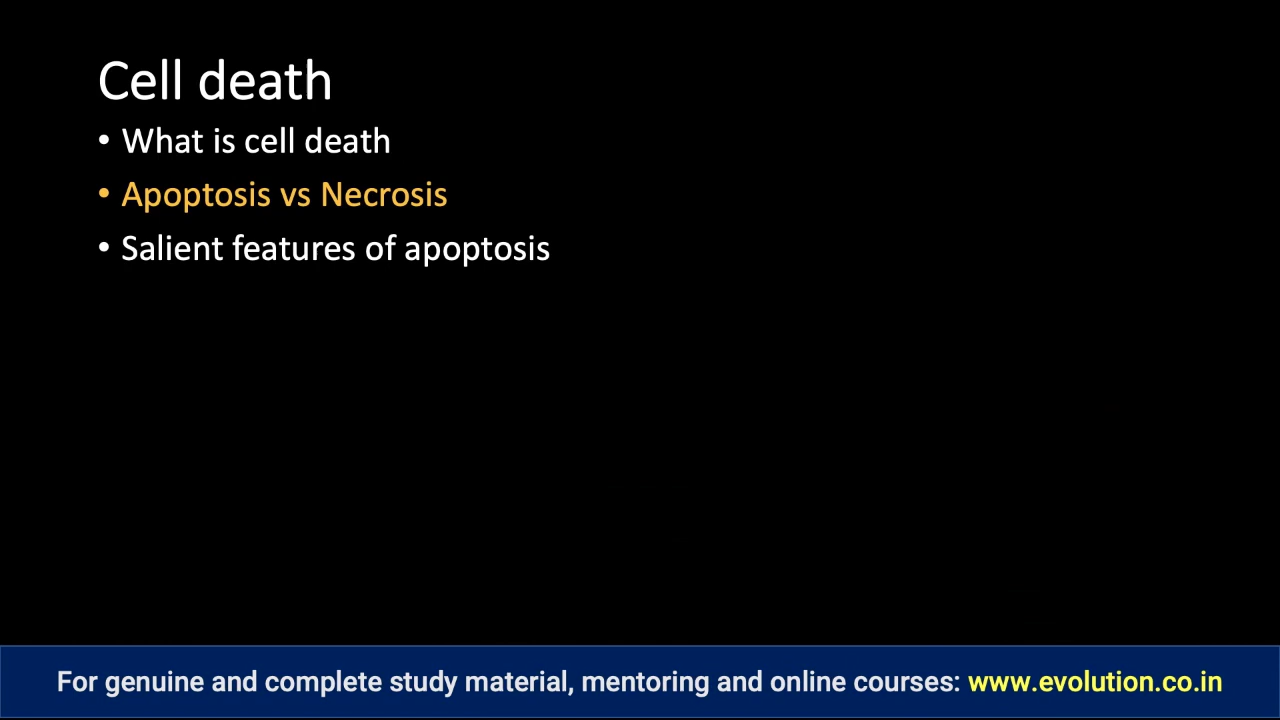 Cell death
• What is cell death
• Apoptosis vs Necrosis
• Salient features of apoptosis
For genuine and complete study material, mentoring and online courses: www.evolution.co.in